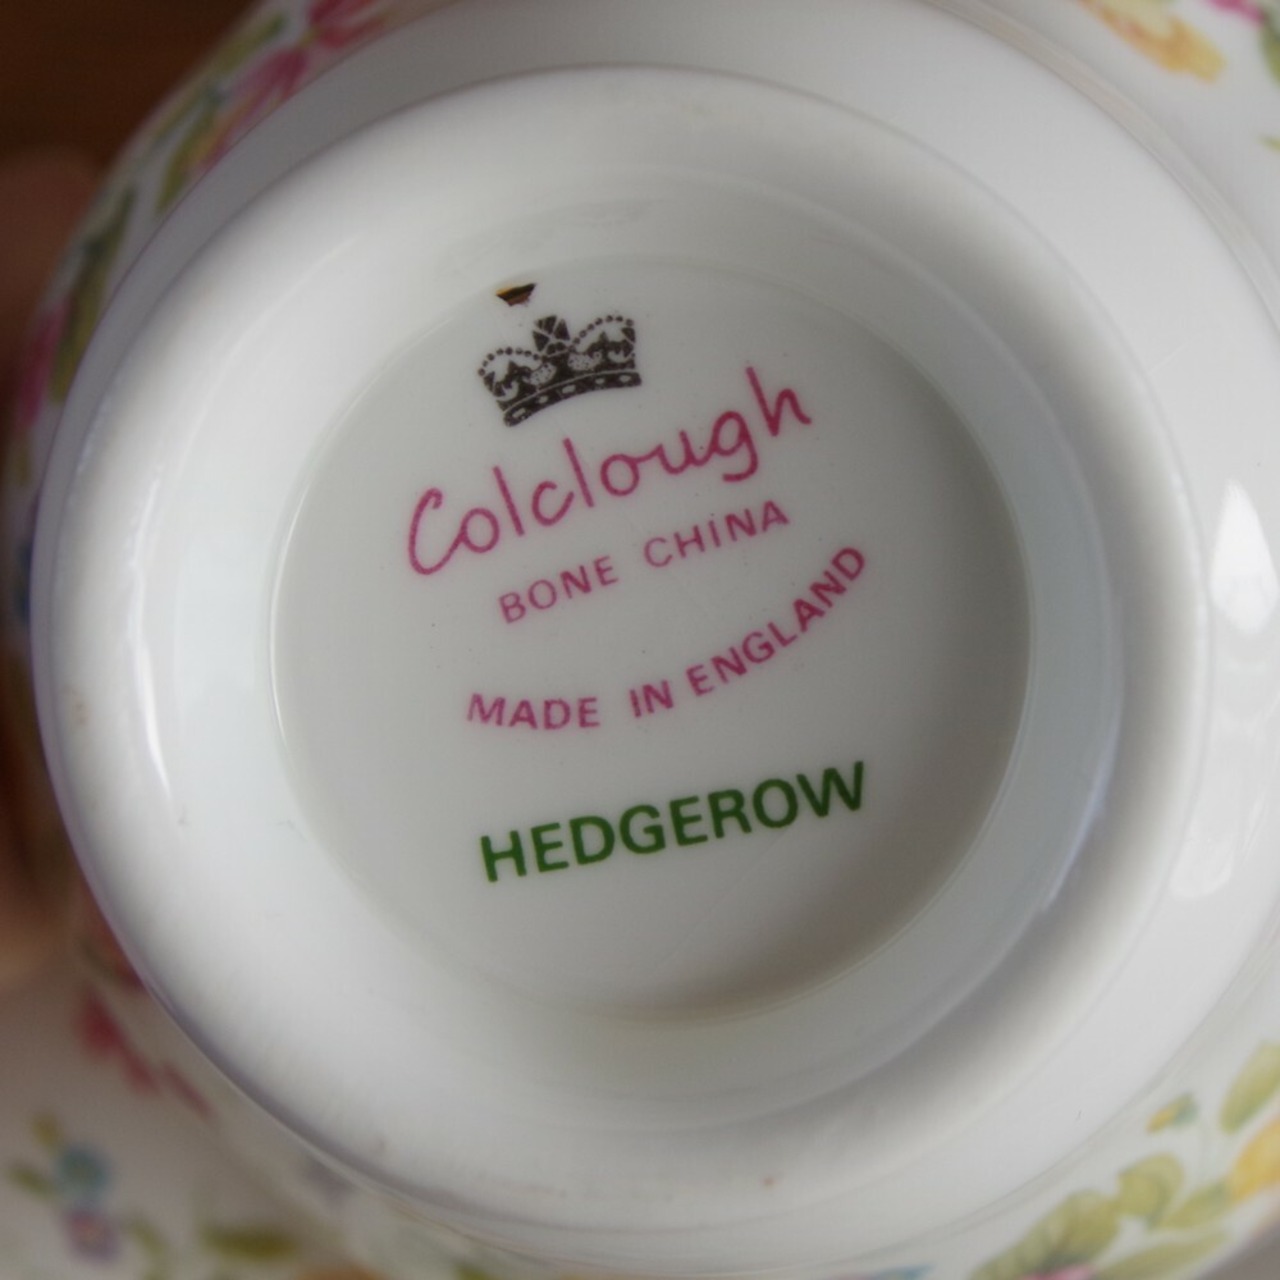 Colclough
BONE CHINA
MADE IN ENGLAND
HEDGEROW